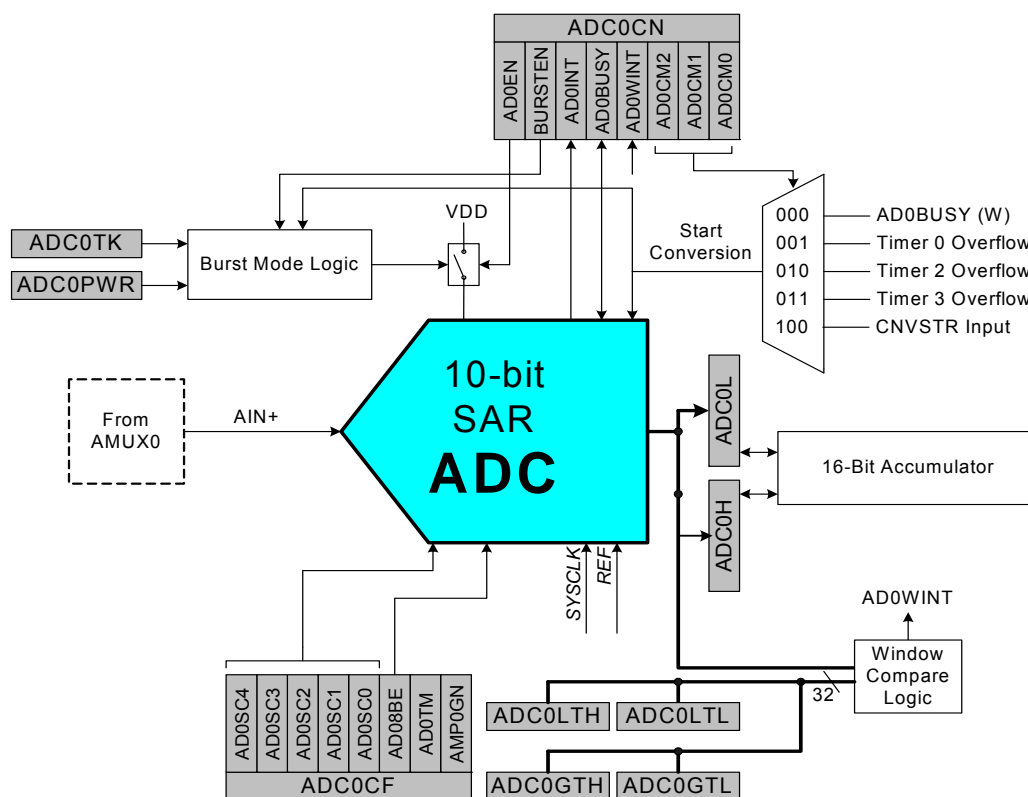 ADC0CN
AD0EN
BURSTEN
AD0INT
AD0BUSY
AD0WINT
AD0CM2
AD0CM1
AD0CM0
VDD
Start
Conversion
000
001
010
011
100
AD0BUSY (W)
Timer 0 Overflow
Timer 2 Overflow
Timer 3 Overflow
CNVSTR Input
ADC0TK
ADC0PWR
Burst Mode Logic
From
AMUX0
AIN+
10-bit
SAR
ADC
ADC0L
ADC0H
16-Bit Accumulator
SYSCLK
REF
AD0WINT
Window
Compare
Logic
32
AD0SC4
AD0SC3
AD0SC2
AD0SC1
AD0SC0
AD08BE
AD0TM
AMP0GN
ADC0CF
ADC0LTH
ADC0LTL
ADC0GTH
ADC0GTL